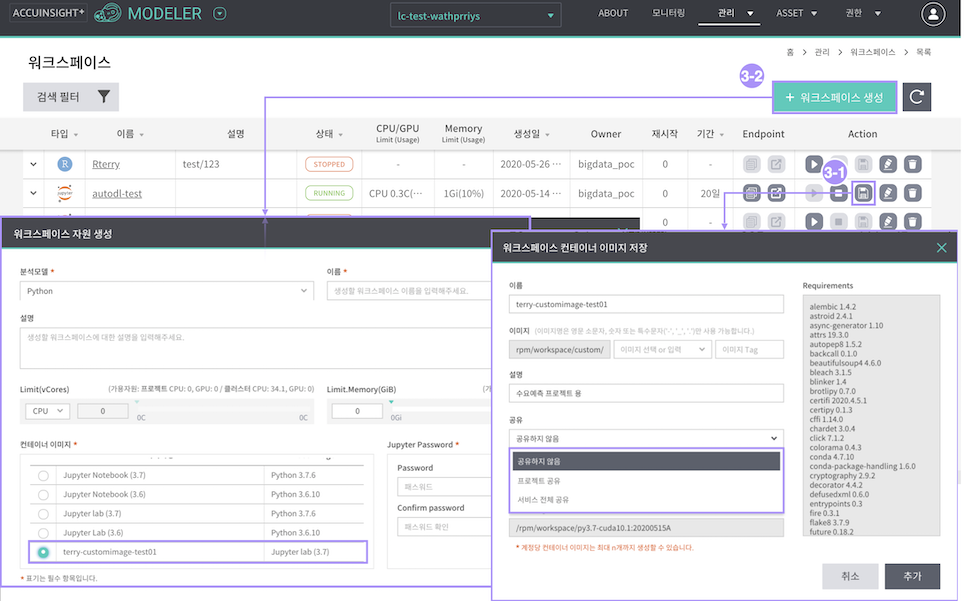 ACCUINSIGHT+ MODELER lc-test-wathprriys ABOUT 모니터링 관리 ASSET 권한
홈 > 관리 > 워크스페이스 > 목록
워크스페이스
검색 필터
3-2
+ 워크스페이스 생성
타입 이름 설명 상태 CPU/GPU Limit (Usage) Memory Limit (Usage) 생성일 Owner 재시작 기간 Endpoint Action
R Rterry test/123 STOPPED - - 2020-05-26 ··· bigdata_poc 0 -
3-1
jupyter autodl-test RUNNING CPU 0.3C(··· 1Gi(10%) 2020-05-14 ··· bigdata_poc 0 20일
0 -
워크스페이스 자원 생성
분석모델 *
이름 *
Python
생성할 워크스페이스 이름을 입력해주세요.
설명
생성할 워크스페이스에 대한 설명을 입력해주세요.
Limit(vCores) (가용자원: 프로젝트 CPU: 0, GPU: 0 / 클러스터 CPU: 34.1, GPU: 0)
Limit.Memory(GiB)
CPU 0 0C 0C
0 0Gi
컨테이너 이미지 *
Jupyter Notebook (3.7) Python 3.7.6
Jupyter Notebook (3.6) Python 3.6.10
Jupyter lab (3.7) Python 3.7.6
Jupyter Lab (3.6) Python 3.6.10
terry-customimage-test01 Jupyter lab (3.7)
Jupyter Password *
Password
패스워드
Confirm password
패스워드 확인
* 표기는 필수 항목입니다.
워크스페이스 컨테이너 이미지 저장
이름
terry-customimage-test01
이미지 (이미지명은 영문 소문자, 숫자 또는 특수문자('-', '_', '.')만 사용 가능합니다.)
rpm/workspace/custom/ 이미지 선택 or 입력 이미지 Tag
설명
수요예측 프로젝트 용
공유
공유하지 않음
공유하지 않음
프로젝트 공유
서비스 전체 공유
/rpm/workspace/py3.7-cuda10.1:20200515A
* 계정당 컨테이너 이미지는 최대 n개까지 생성할 수 있습니다.
Requirements
alembic 1.4.2
astroid 2.4.1
async-generator 1.10
attrs 19.3.0
autopep8 1.5.2
backcall 0.1.0
beautifulsoup4 4.6.0
bleach 3.1.5
blinker 1.4
brotlipy 0.7.0
certifi 2020.4.5.1
certipy 0.1.3
cffi 1.14.0
chardet 3.0.4
click 7.1.2
colorama 0.4.3
conda 4.7.10
conda-package-handling 1.6.0
cryptography 2.9.2
decorator 4.4.2
defusedxml 0.6.0
entrypoints 0.3
fire 0.3.1
flake8 3.7.9
future 0.18.2
취소 추가